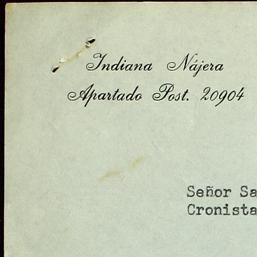 Indiana Nájera
Apartado Post. 20904
Señor Sa
Cronista